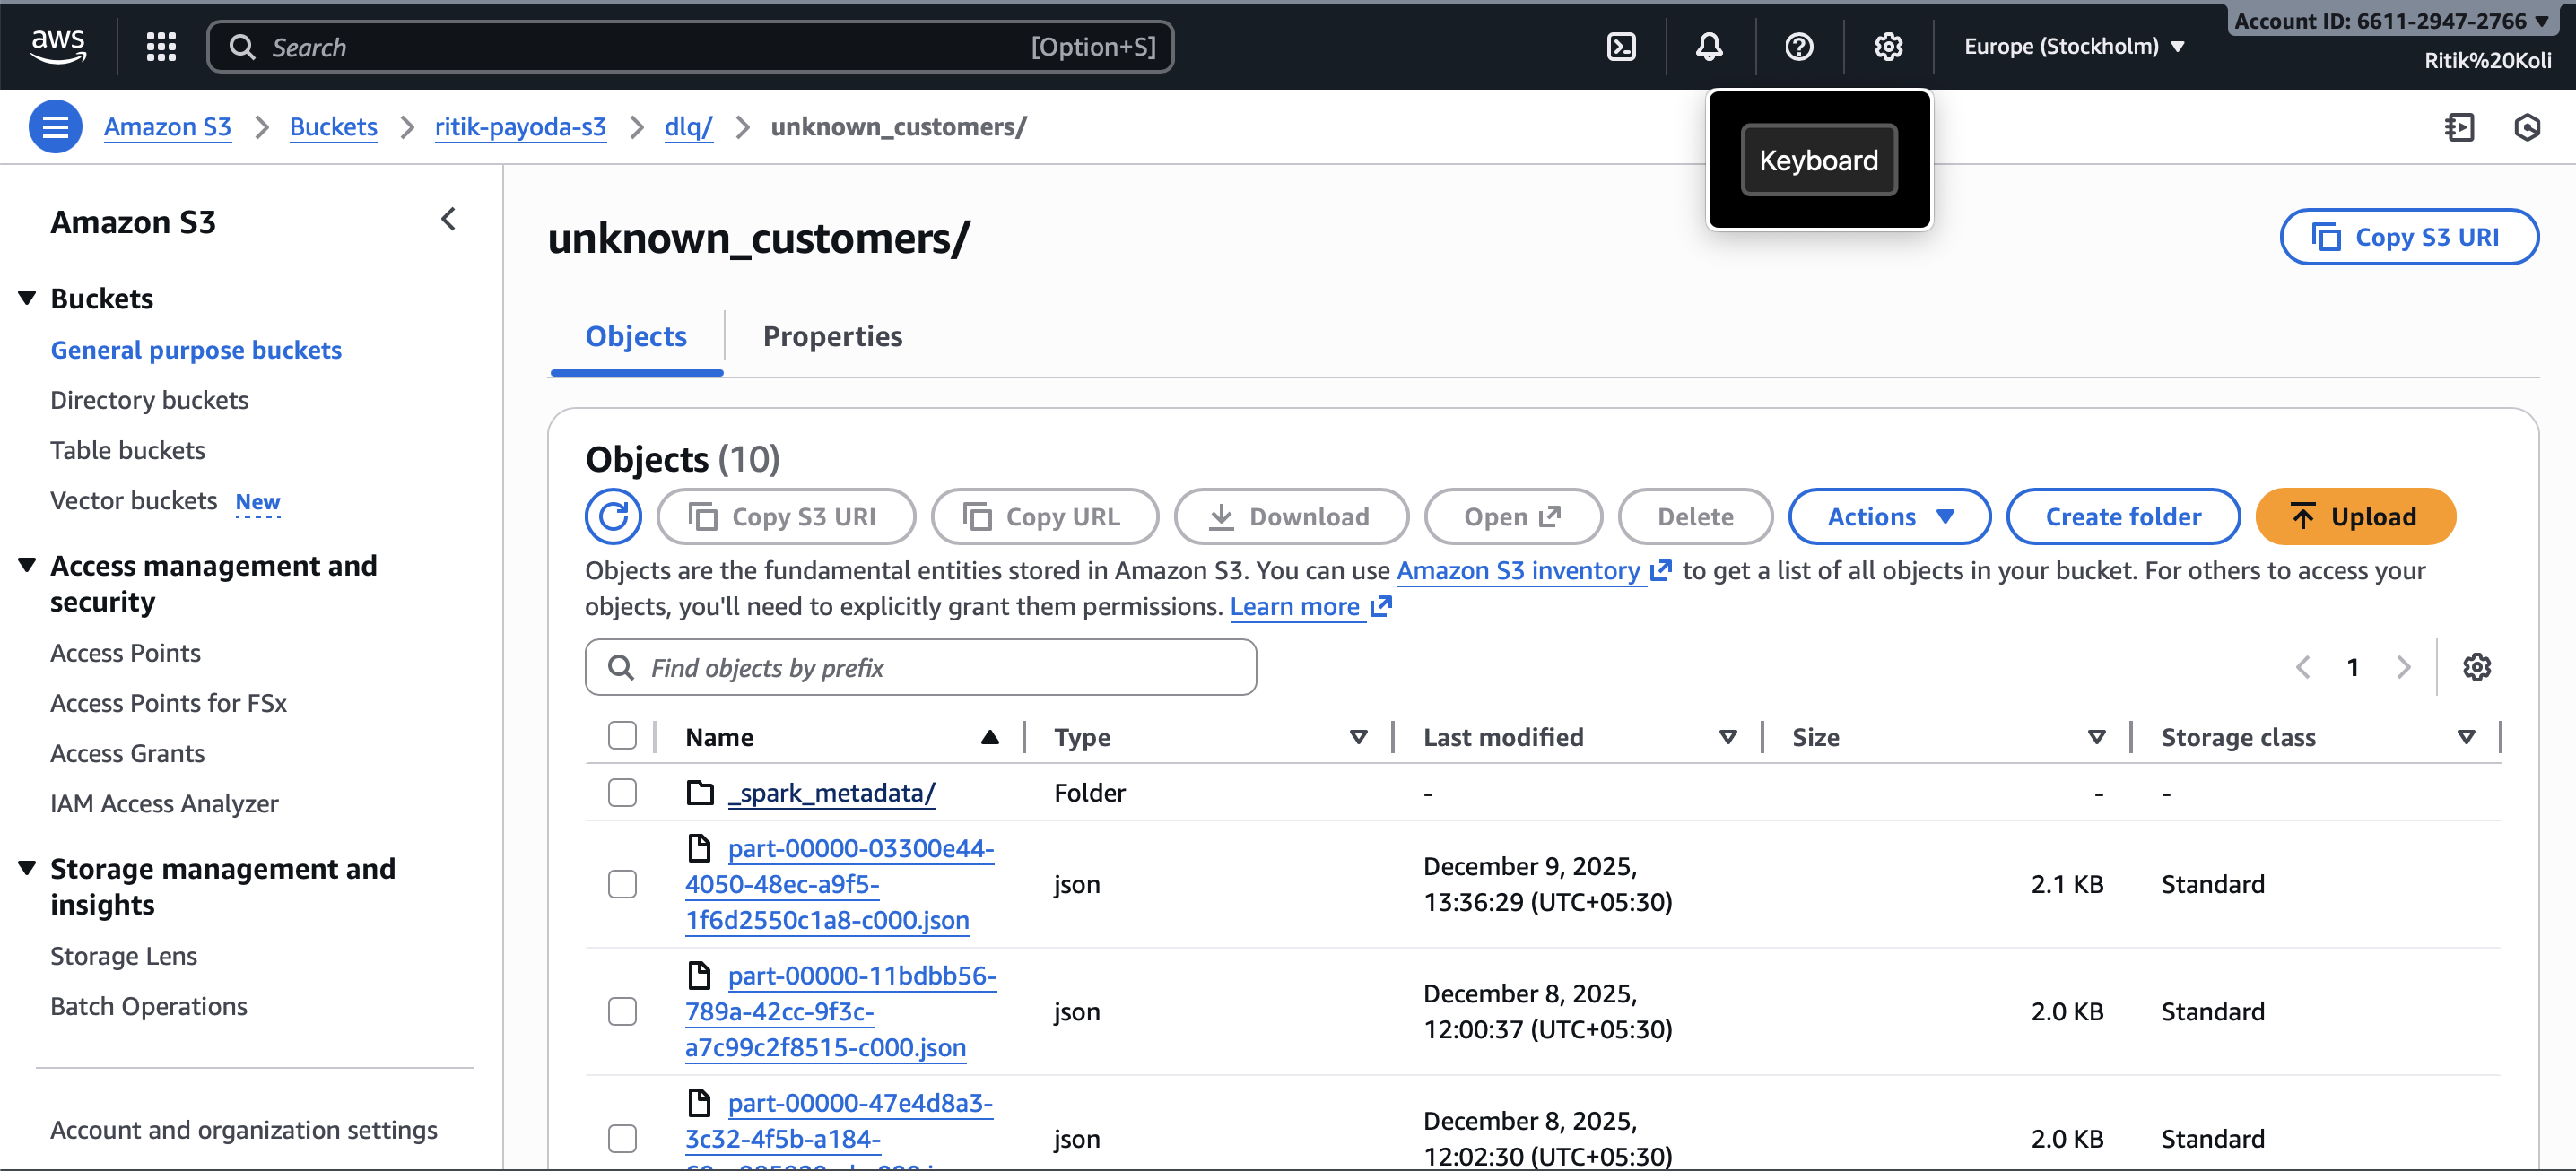 aws
Search
[Option+S]
Europe (Stockholm)
Account ID: 6611-2947-2766
Ritik%20Koli
Amazon S3
Buckets
ritik-payoda-s3
dlq/
unknown_customers/
Keyboard
Amazon S3
Buckets
General purpose buckets
Directory buckets
Table buckets
Vector buckets New
Access management and
security
Access Points
Access Points for FSx
Access Grants
IAM Access Analyzer
Storage management and
insights
Storage Lens
Batch Operations
Account and organization settings
unknown_customers/
Copy S3 URI
Objects
Properties
Objects (10)
Copy S3 URI
Copy URL
Download
Open
Delete
Actions
Create folder
Upload
Objects are the fundamental entities stored in Amazon S3. You can use Amazon S3 inventory to get a list of all objects in your bucket. For others to access your
objects, you'll need to explicitly grant them permissions. Learn more
Find objects by prefix
1
Name
Type
Last modified
Size
Storage class
_spark_metadata/
Folder
-
-
-
part-00000-03300e44-
4050-48ec-a9f5-
1f6d2550c1a8-c000.json
json
December 9, 2025,
13:36:29 (UTC+05:30)
2.1 KB
Standard
part-00000-11bdbb56-
789a-42cc-9f3c-
a7c99c2f8515-c000.json
json
December 8, 2025,
12:00:37 (UTC+05:30)
2.0 KB
Standard
part-00000-47e4d8a3-
3c32-4f5b-a184-
json
December 8, 2025,
12:02:30 (UTC+05:30)
2.0 KB
Standard